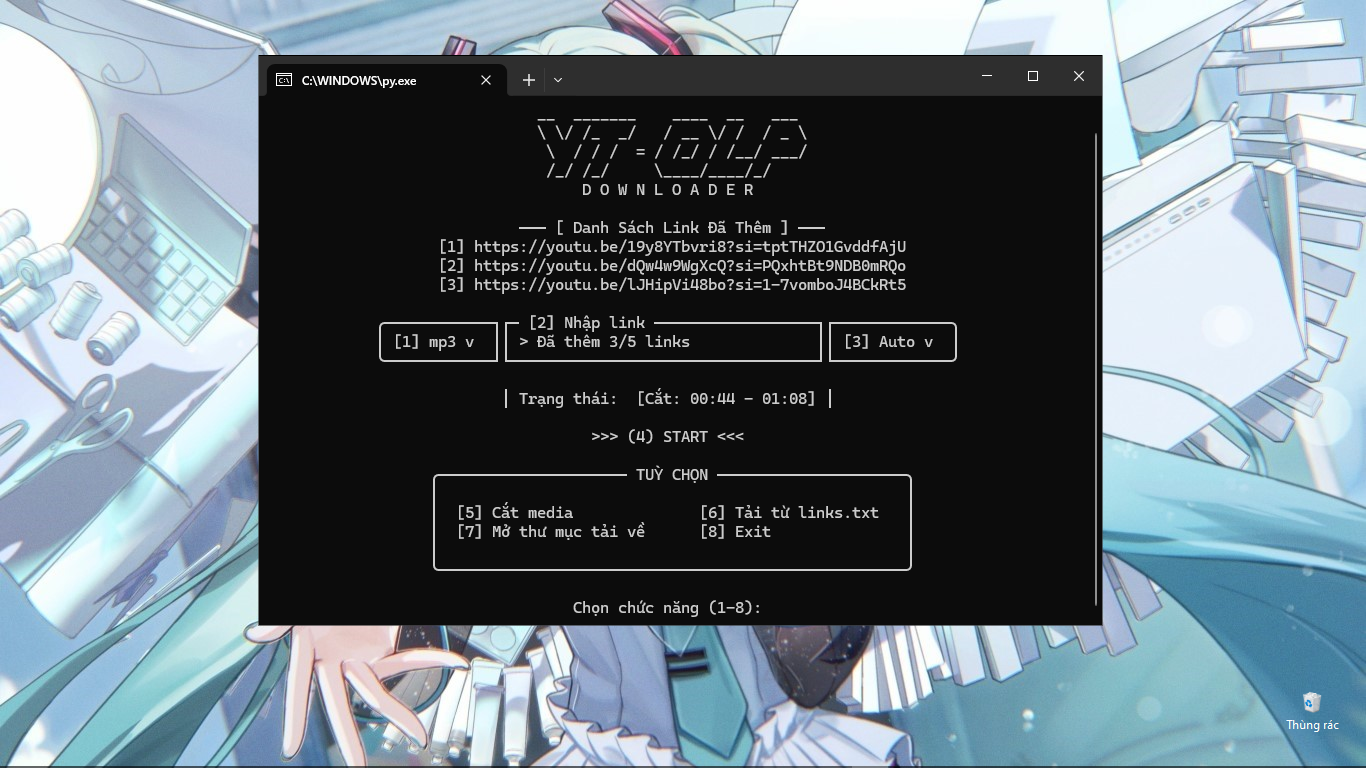 C:\WINDOWS\py.exe
YT-DLP
DOWNLOADER
[ Danh Sách Link Đã Thêm ]
[1] https://youtu.be/19y8YTbvri8?si=tptTHZO1GvddfAjU
[2] https://youtu.be/dQw4w9WgXcQ?si=PQxhtBt9NDB0mRQo
[3] https://youtu.be/lJHipVi48bo?si=1-7vomboJ4BCkRt5
[2] Nhập link
[1] mp3 v > Đã thêm 3/5 links [3] Auto v
| Trạng thái: [Cắt: 00:44 - 01:08] |
>>> (4) START <<<
TUỲ CHỌN
[5] Cắt media [6] Tải từ links.txt
[7] Mở thư mục tải về [8] Exit
Chọn chức năng (1-8):
Thùng rác